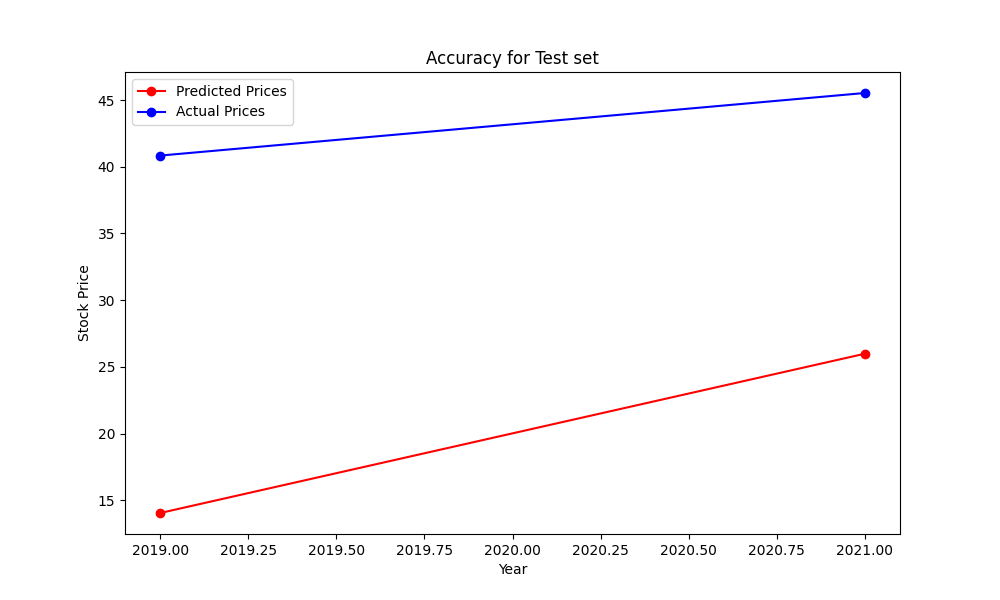 Accuracy for Test set
Predicted Prices
Actual Prices
45
40
35
30
25
20
15
Stock Price
2019.00 2019.25 2019.50 2019.75 2020.00 2020.25 2020.50 2020.75 2021.00
Year